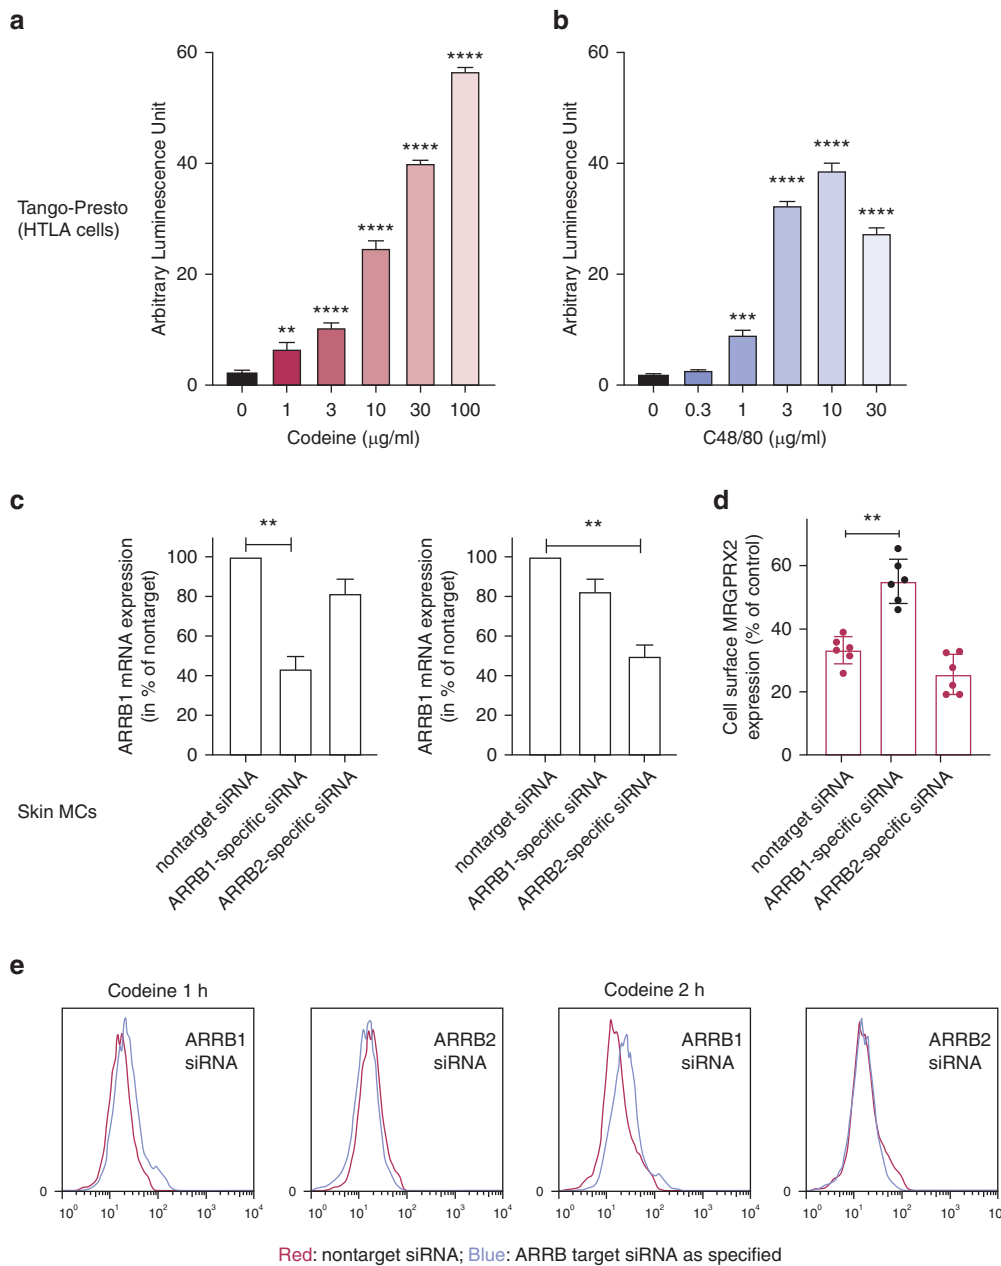 a
60
40
20
0
Arbitrary Luminescence Unit
**
****
****
****
****
0 1 3 10 30 100
Codeine (μg/ml)
b
60
40
20
0
Arbitrary Luminescence Unit
***
****
****
****
0 0.3 1 3 10 30
C48/80 (μg/ml)
Tango-Presto
(HTLA cells)
c
ARRB1 mRNA expression
(in % of nontarget)
100
80
60
40
20
0
**
nontarget siRNA
ARRB1-specific siRNA
ARRB2-specific siRNA
ARRB1 mRNA expression
(in % of nontarget)
100
80
60
40
20
0
**
nontarget siRNA
ARRB1-specific siRNA
ARRB2-specific siRNA
d
Cell surface MRGPRX2
expression (% of control)
60
40
20
0
**
nontarget siRNA
ARRB1-specific siRNA
ARRB2-specific siRNA
Skin MCs
e
Codeine 1 h
ARRB1
siRNA
0
10⁰ 10¹ 10² 10³ 10⁴
ARRB2
siRNA
0
10⁰ 10¹ 10² 10³ 10⁴
Codeine 2 h
ARRB1
siRNA
0
10⁰ 10¹ 10² 10³ 10⁴
ARRB2
siRNA
0
10⁰ 10¹ 10² 10³ 10⁴
Red: nontarget siRNA; Blue: ARRB target siRNA as specified